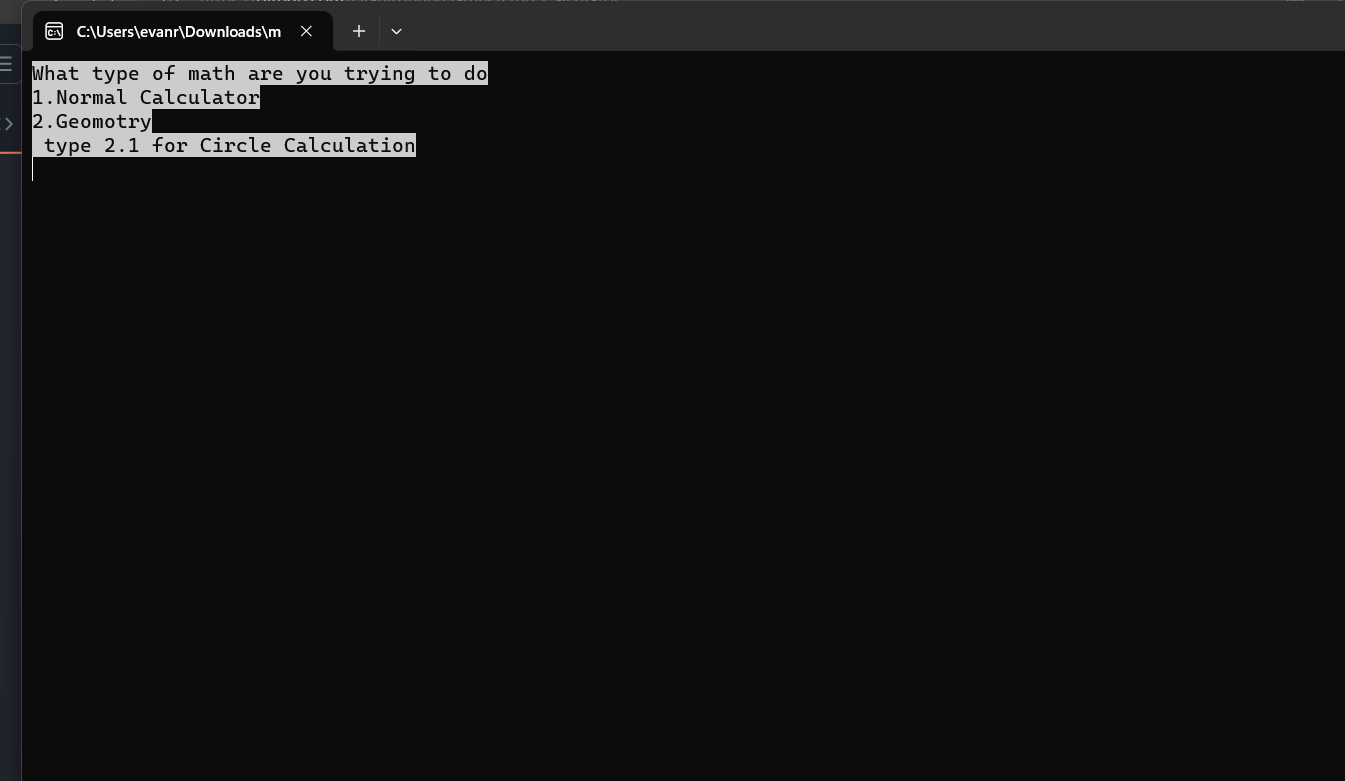 C:\Users\evanr\Downloads\m
What type of math are you trying to do
1.Normal Calculator
2.Geomotry
 type 2.1 for Circle Calculation